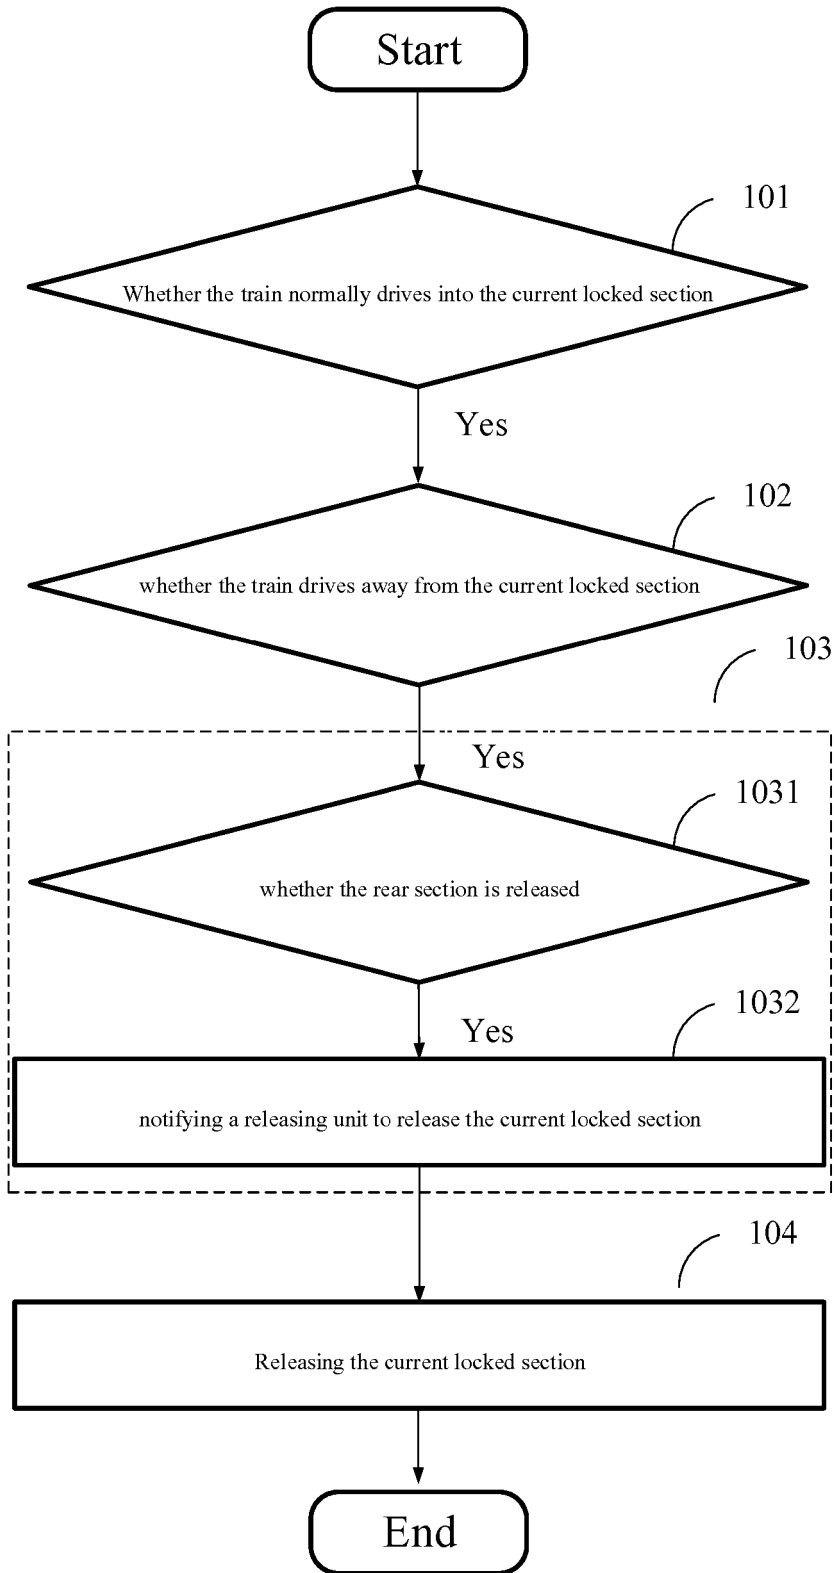 Start
101
Whether the train normally drives into the current locked section
Yes
102
whether the train drives away from the current locked section
103
Yes
1031
whether the rear section is released
1032
Yes
notifying a releasing unit to release the current locked section
104
Releasing the current locked section
End